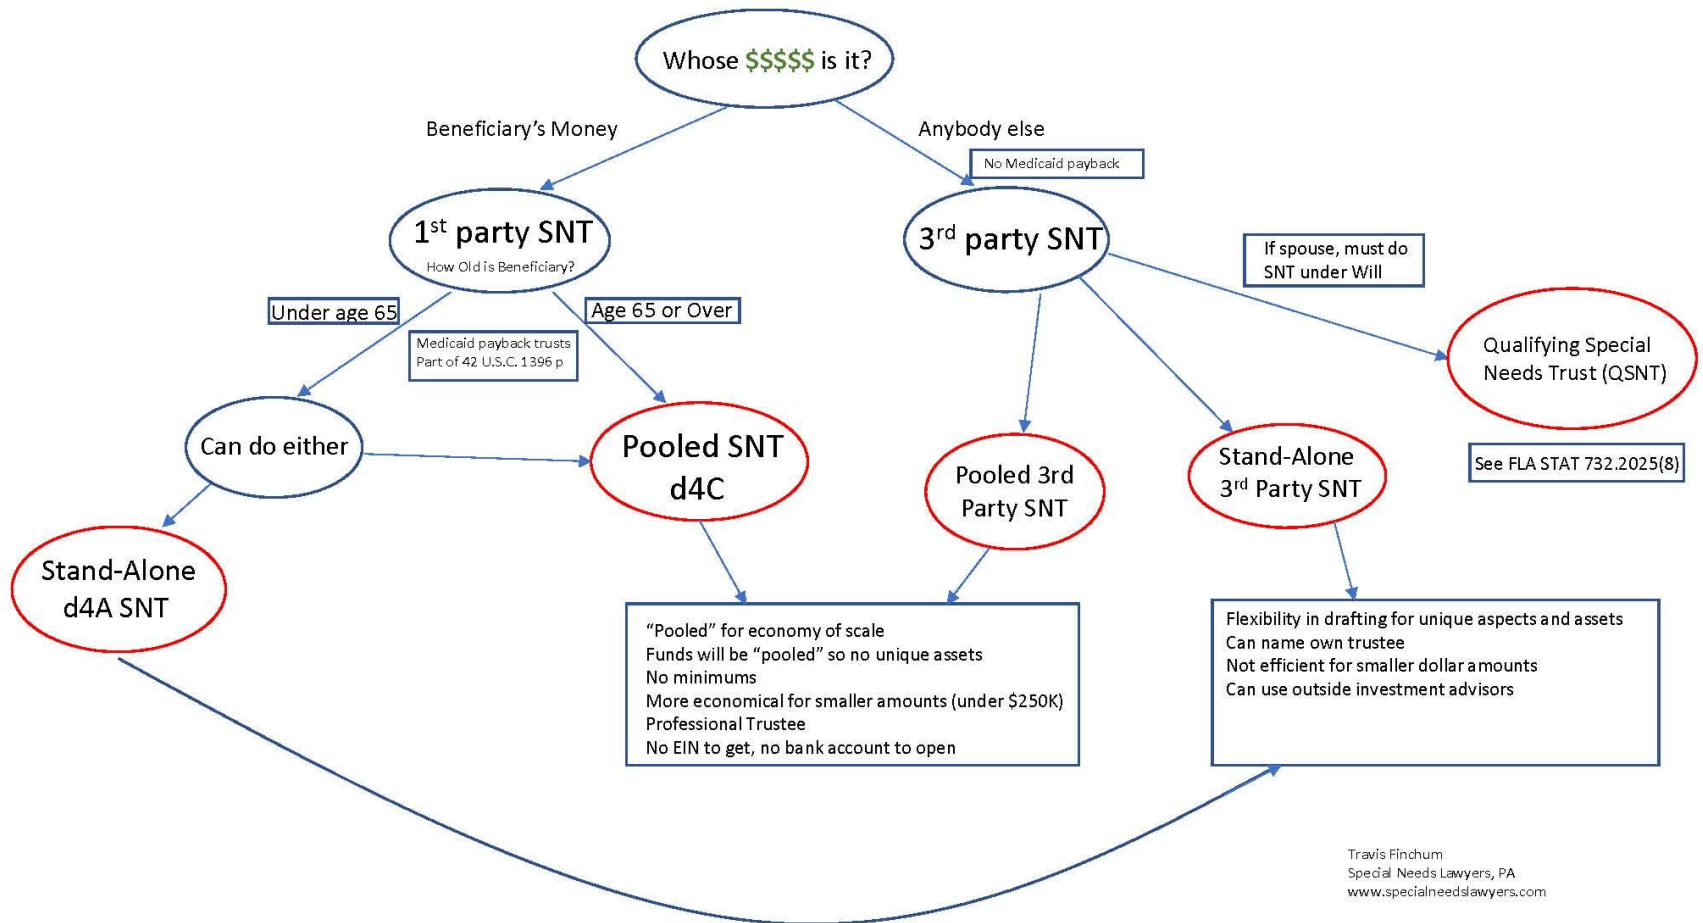 Whose $$$$$ is it?
Beneficiary's Money
Anybody else
No Medicaid payback
1st party SNT
How Old is Beneficiary?
3rd party SNT
If spouse, must do
SNT under Will
Under age 65
Age 65 or Over
Medicaid payback trusts
Part of 42 U.S.C. 1396 p
Qualifying Special
Needs Trust (QSNT)
Can do either
Pooled SNT
d4C
Pooled 3rd
Party SNT
Stand-Alone
3rd Party SNT
See FLA STAT 732.2025(8)
Stand-Alone
d4A SNT
“Pooled” for economy of scale
Funds will be “pooled” so no unique assets
No minimums
More economical for smaller amounts (under $250K)
Professional Trustee
No EIN to get, no bank account to open
Flexibility in drafting for unique aspects and assets
Can name own trustee
Not efficient for smaller dollar amounts
Can use outside investment advisors
Travis Finchum
Special Needs Lawyers, PA
www.specialneedslawyers.com